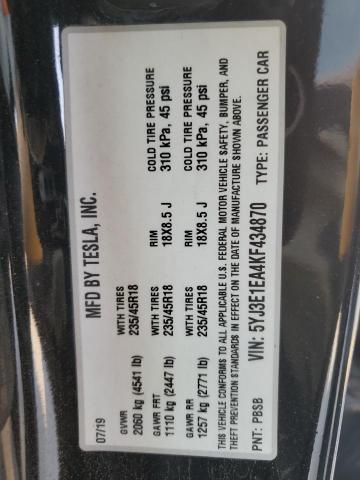 MFD BY TESLA, INC.
07/19
GVWR WITH TIRES RIM COLD TIRE PRESSURE
2060 kg (4541 lb) 235/45R18 18X8.5 J 310 kPa, 45 psi
GAWR FRT WITH TIRES RIM COLD TIRE PRESSURE
1110 kg (2447 lb) 235/45R18 18X8.5 J 310 kPa, 45 psi
GAWR RR WITH TIRES
1257 kg (2771 lb) 235/45R18
THIS VEHICLE CONFORMS TO ALL APPLICABLE U.S. FEDERAL MOTOR VEHICLE SAFETY, BUMPER, AND
THEFT PREVENTION STANDARDS IN EFFECT ON THE DATE OF MANUFACTURE SHOWN ABOVE.
PNT: PBSB VIN: 5YJ3E1EA4KF434870 TYPE: PASSENGER CAR